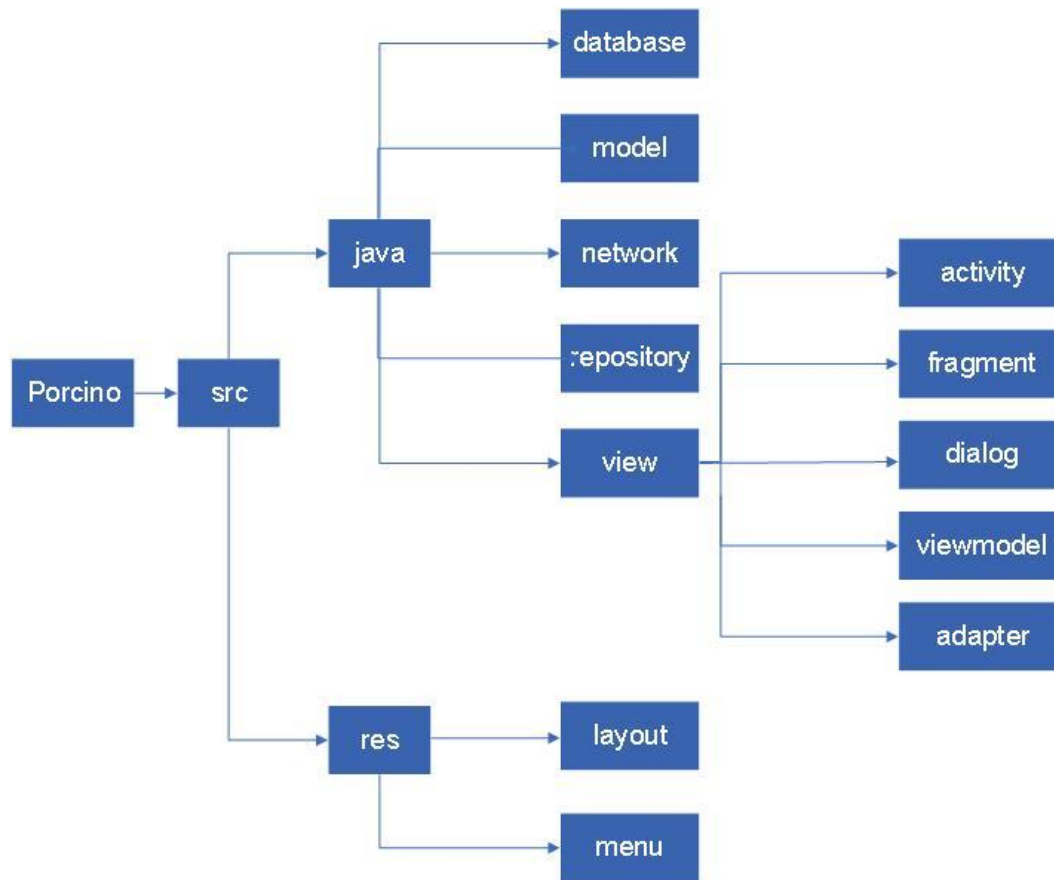 database
model
java
network
activity
repository
fragment
Porcino
src
view
dialog
viewmodel
adapter
res
layout
menu